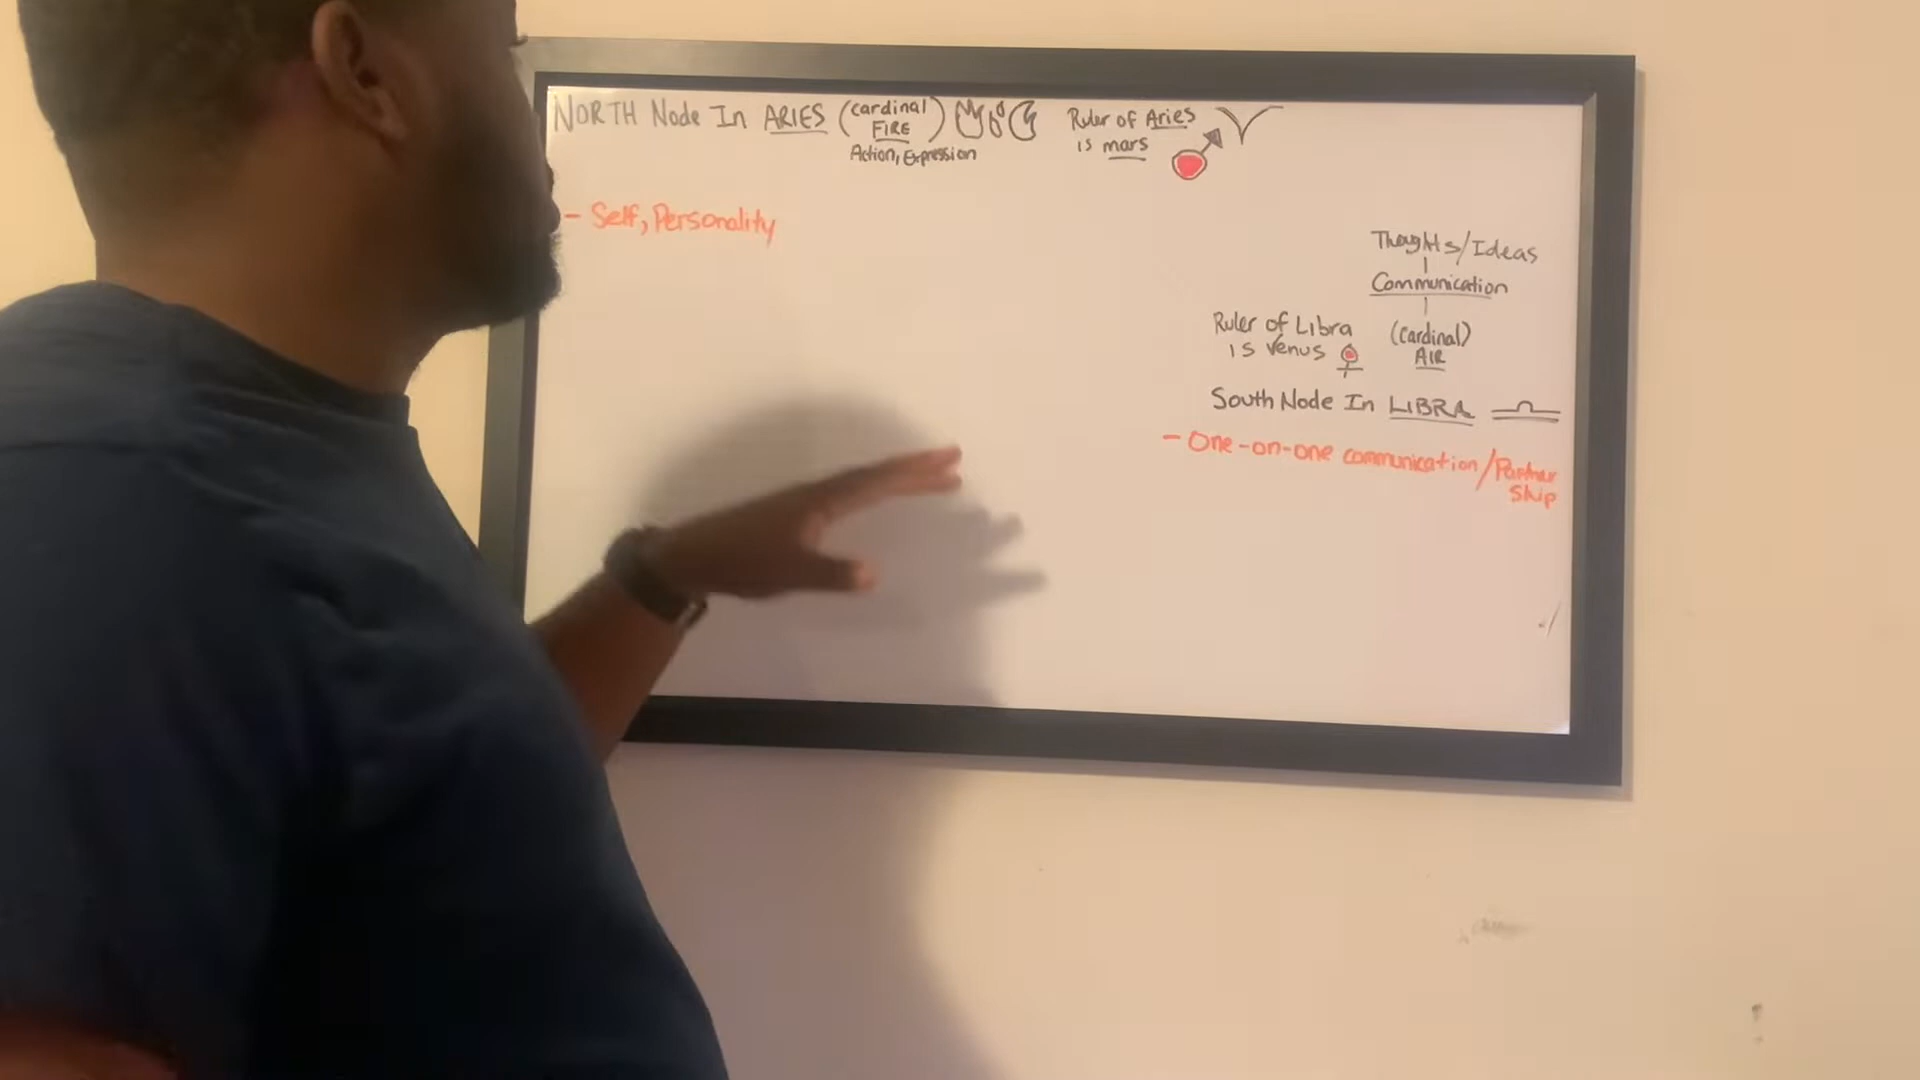 NORTH Node In ARIES (cardinal FIRE)
Action, Expression
Ruler of Aries
is mars
- Self, Personality
Thoughts/Ideas
Communication
(cardinal)
AIR
Ruler of Libra
is Venus
South Node In LIBRA
- One-on-one communication/Partner
ship